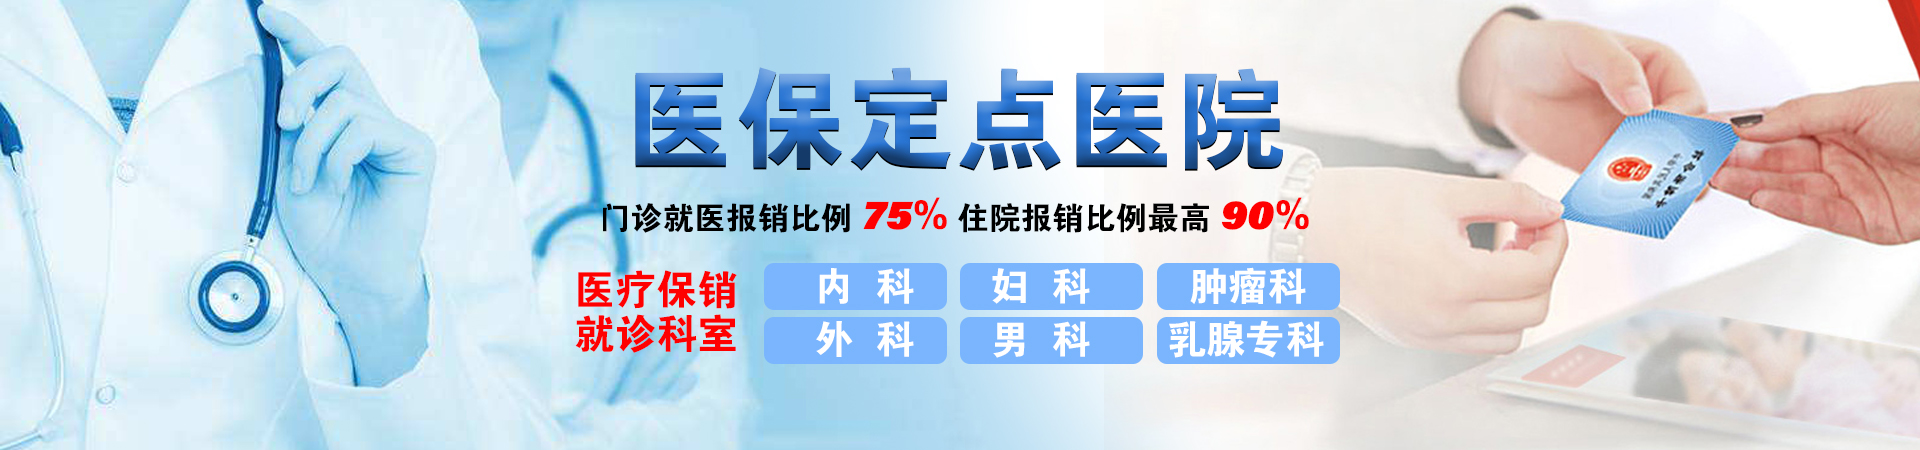 医保定点医院
门诊就医报销比例 75% 住院报销比例最高 90%
医疗保销
就诊科室
内 科 妇 科 肿瘤科
外 科 男 科 乳腺专科